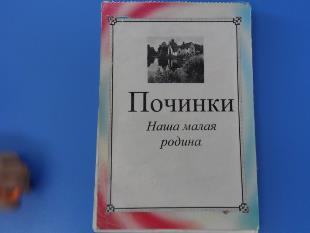 Починки
Наша малая
родина